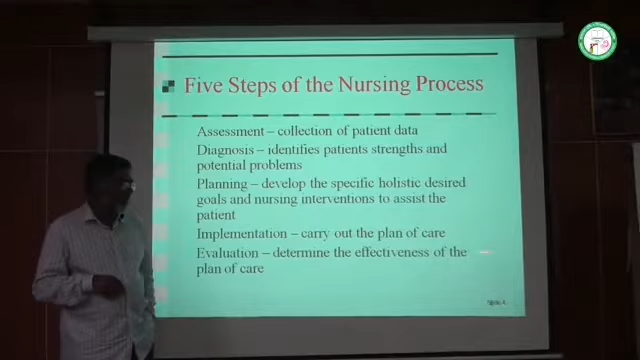 Five Steps of the Nursing Process
Assessment – collection of patient data
Diagnosis – identifies patients strengths and
potential problems
Planning – develop the specific holistic desired
goals and nursing interventions to assist the
patient
Implementation – carry out the plan of care
Evaluation – determine the effectiveness of the
plan of care